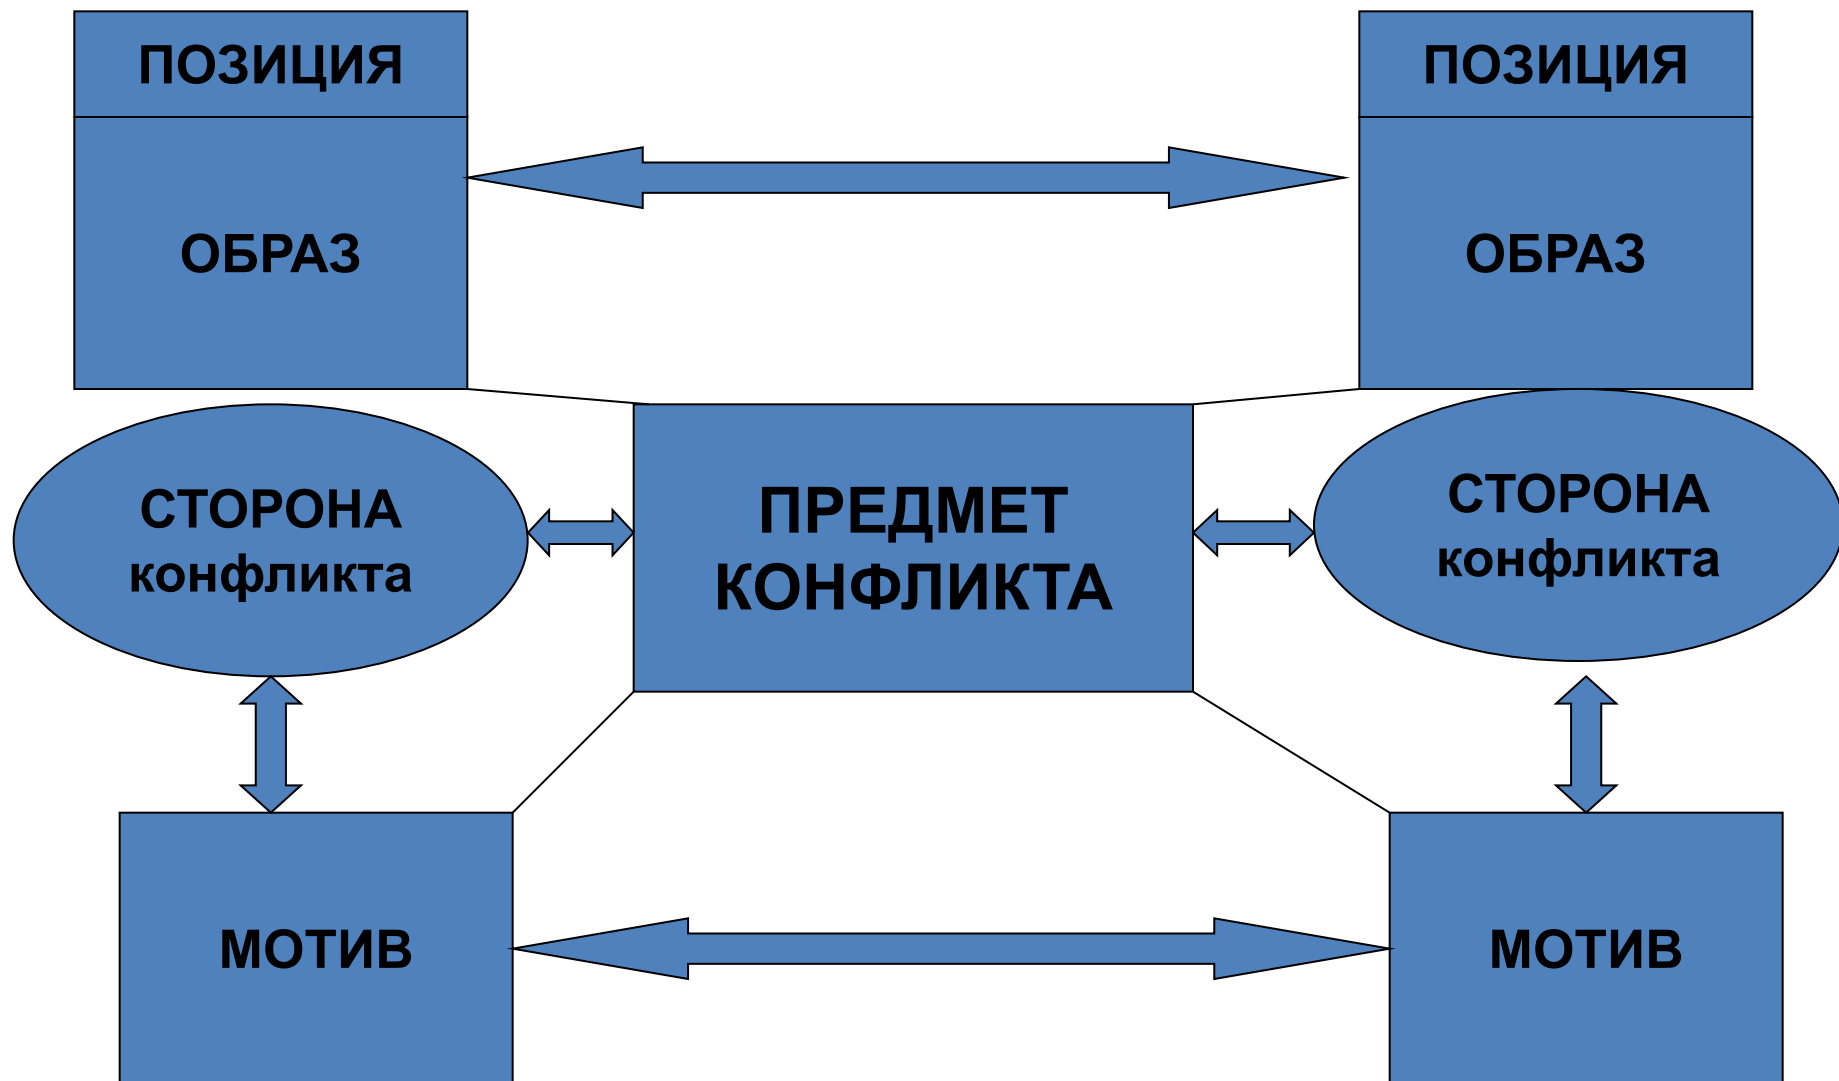 ПОЗИЦИЯ
ПОЗИЦИЯ
ОБРАЗ
ОБРАЗ
СТОРОНА
конфликта
ПРЕДМЕТ
КОНФЛИКТА
СТОРОНА
конфликта
МОТИВ
МОТИВ